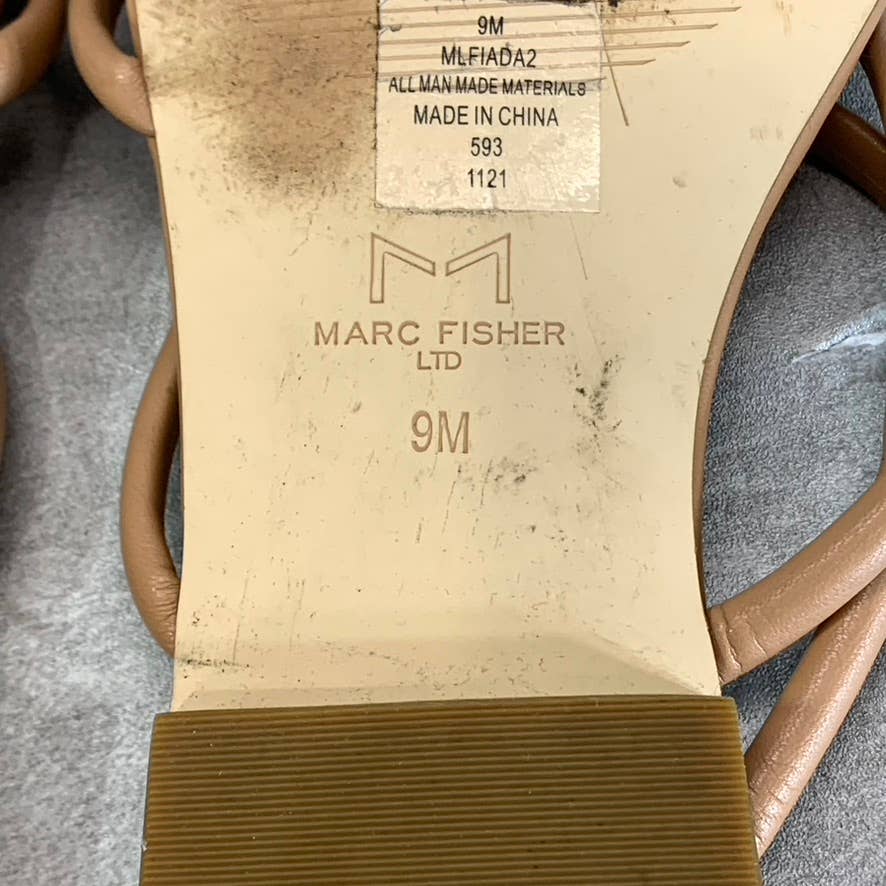 9M
MLFIADA2
ALL MAN MADE MATERIALS
MADE IN CHINA
593
1121
MARC FISHER
LTD
9M